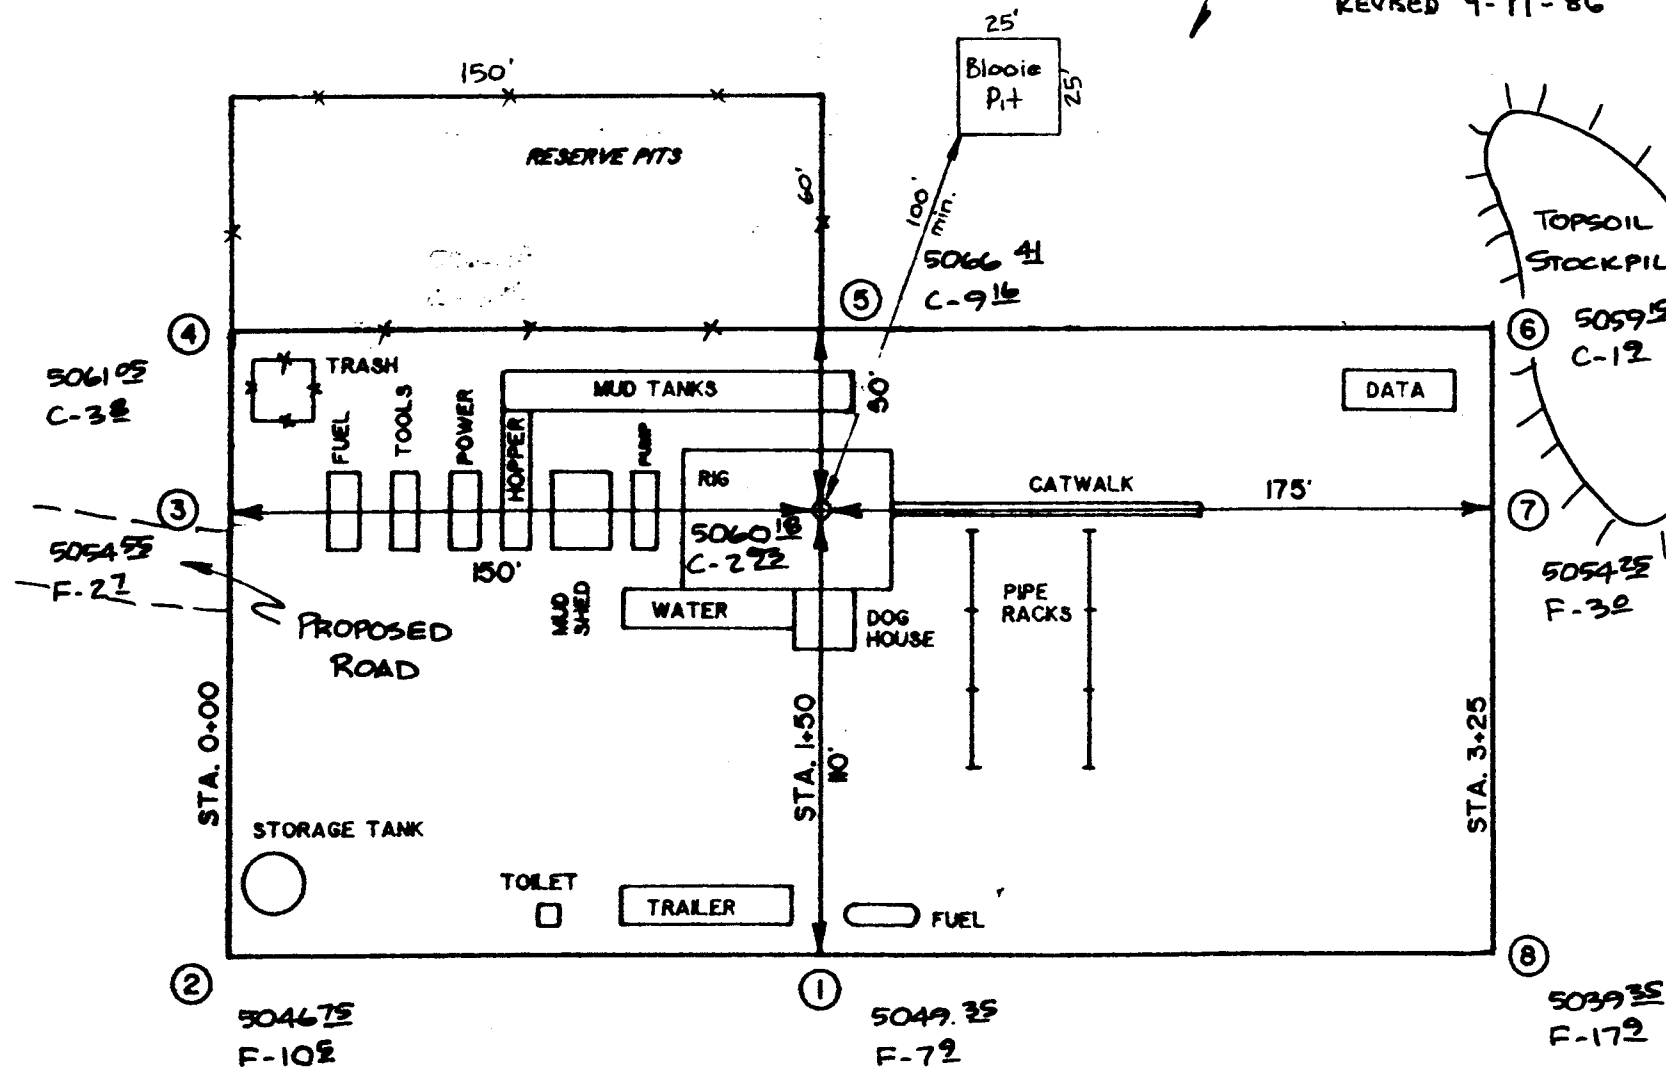 REVISED 9-11-86
25'
Blooie
Pit
25'
150'
RESERVE PITS
60'
100'
min.
TOPSOIL
STOCKPIL
5066 41
C-9 16
5
4
6
5059 15
C-1 9
5061 05
C-3 8
TRASH
MUD TANKS
50'
DATA
FUEL
TOOLS
POWER
HOPPER
PUMP
RIG
CATWALK
175'
3
7
5060 18
C-2 93
5054 55
F-2 7
150'
5054 25
F-3 0
MUD
SHED
WATER
DOG
HOUSE
PIPE
RACKS
PROPOSED
ROAD
STA. 0+00
STA. 1+50
110'
STA. 3+25
STORAGE TANK
TOILET
TRAILER
FUEL
2
1
8
5046 75
F-10 5
5049.35
F-7 9
5039 35
F-17 9